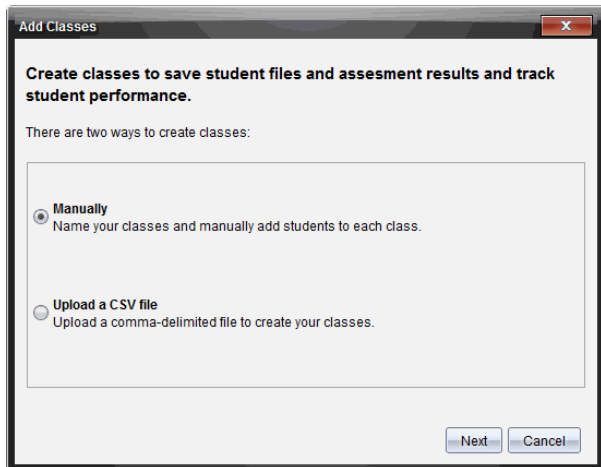 Add Classes
X
Create classes to save student files and assesment results and track
student performance.
There are two ways to create classes:
Manually
Name your classes and manually add students to each class.
Upload a CSV file
Upload a comma-delimited file to create your classes.
Next Cancel